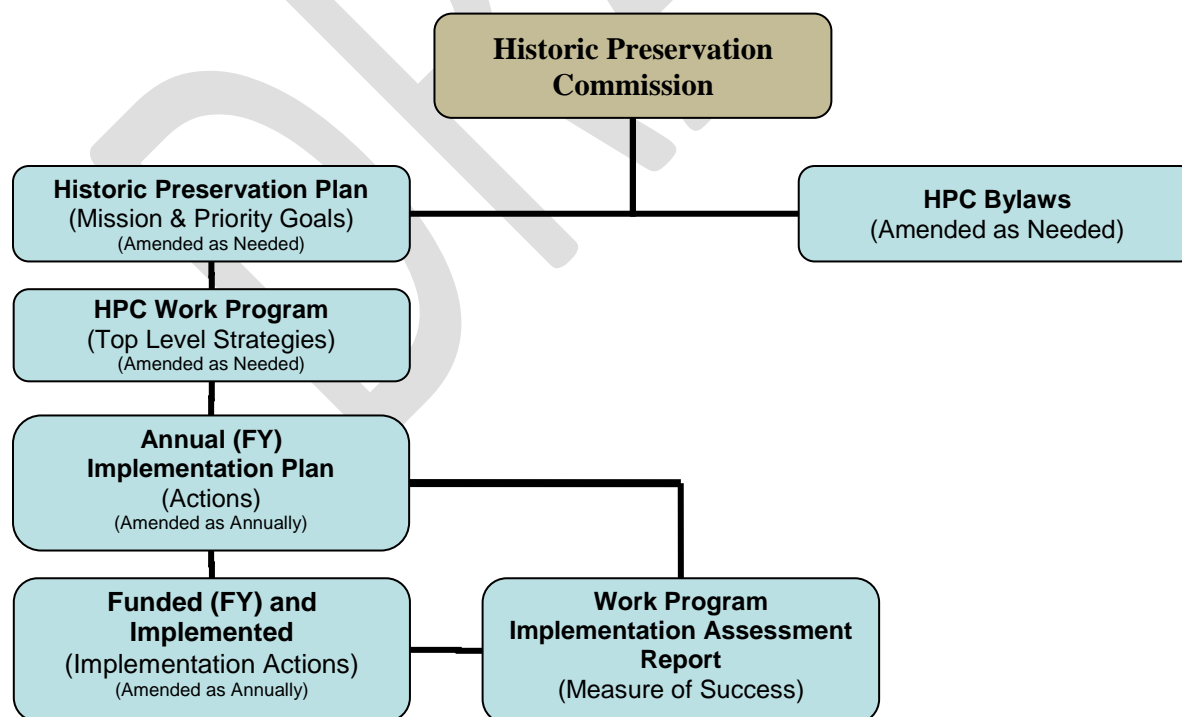 Historic Preservation
Commission
Historic Preservation Plan
(Mission & Priority Goals)
(Amended as Needed)
HPC Bylaws
(Amended as Needed)
HPC Work Program
(Top Level Strategies)
(Amended as Needed)
Annual (FY)
Implementation Plan
(Actions)
(Amended as Annually)
Funded (FY) and
Implemented
(Implementation Actions)
(Amended as Annually)
Work Program
Implementation Assessment
Report
(Measure of Success)